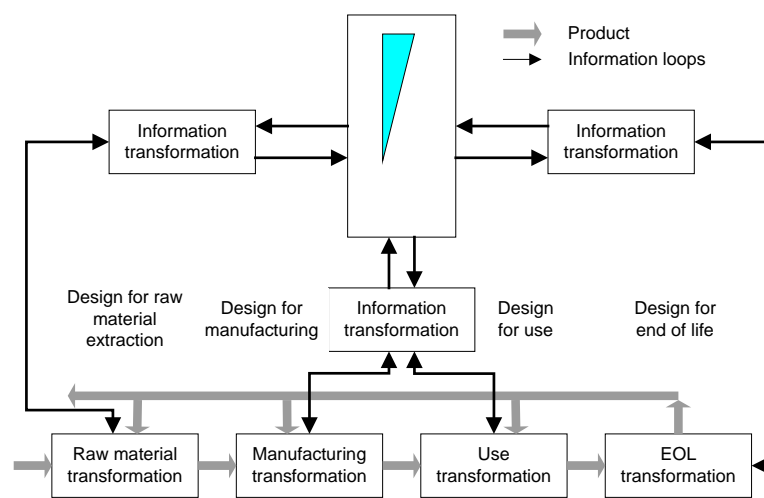 Product
Information loops
Information
transformation
Information
transformation
Design for raw
material
extraction
Design for
manufacturing
Information
transformation
Design
for use
Design for
end of life
Raw material
transformation
Manufacturing
transformation
Use
transformation
EOL
transformation